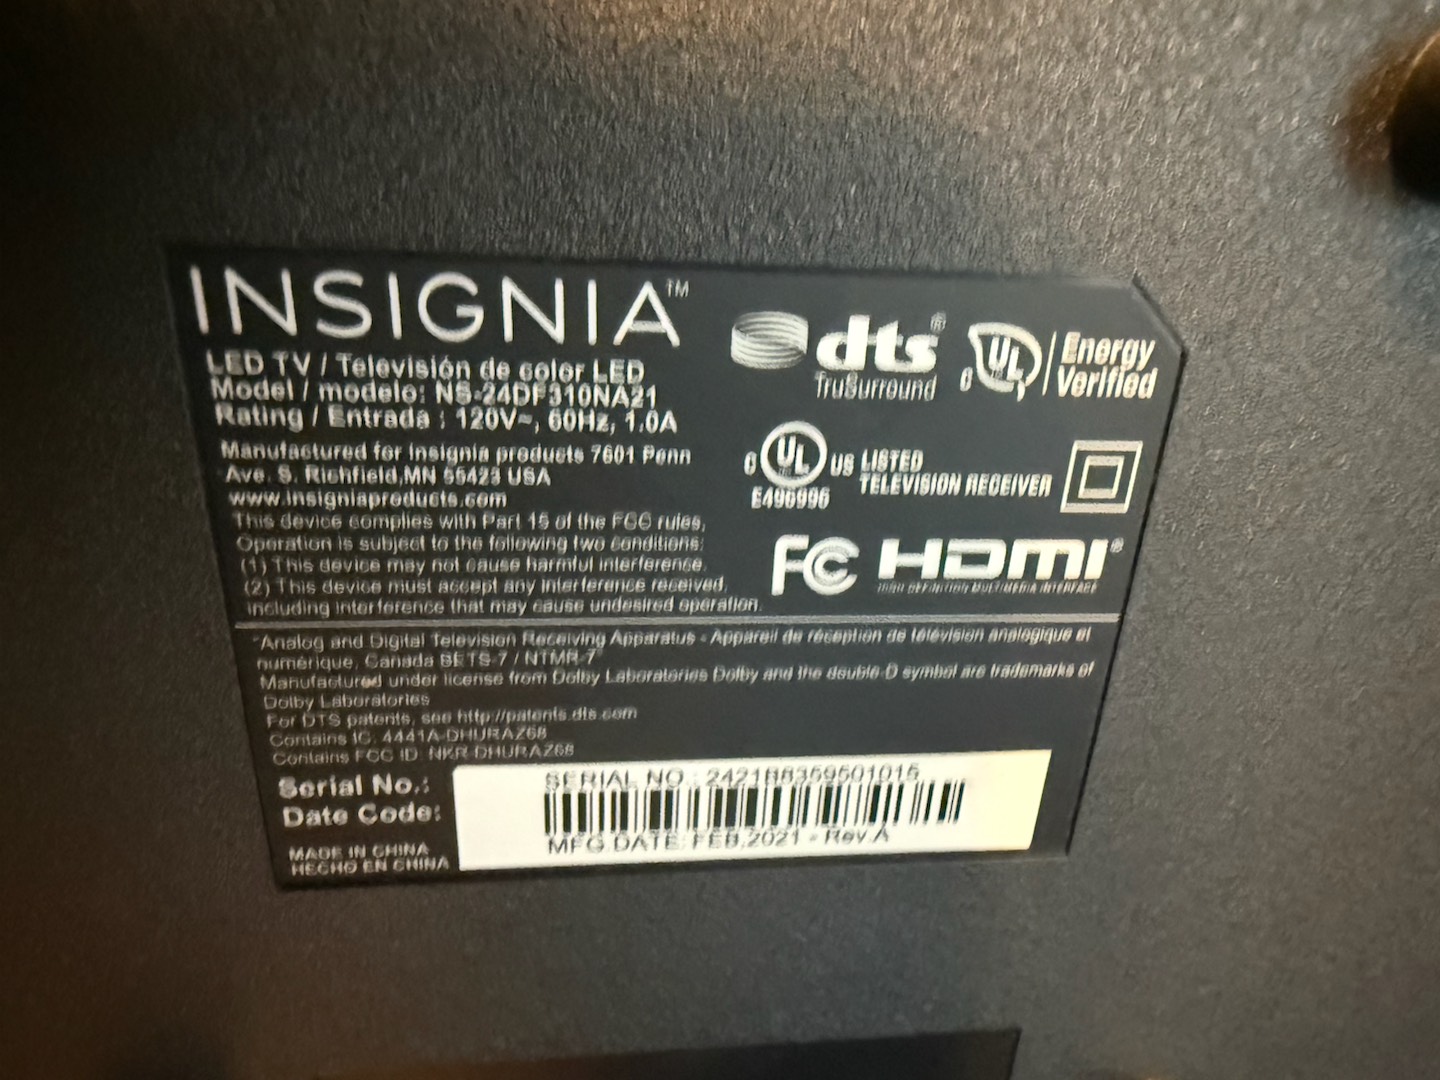 INSIGNIA™
LED TV / Televisión de color LED
Model / modelo: NS-24DF310NA21
Rating / Entrada : 120V~, 60Hz, 1.0A
Manufactured for Insignia products 7601 Penn
Ave. S. Richfield,MN 55423 USA
www.insigniaproducts.com
This device complies with Part 15 of the FCC rules,
Operation is subject to the following two conditions:
(1) This device may not cause harmful interference.
(2) This device must accept any interference received,
including interference that may cause undesired operation.
dts®
TruSurround
C UL
Energy
Verified
C UL US LISTED
TELEVISION RECEIVER
E496996
FC HDMI®
HIGH DEFINITION MULTIMEDIA INTERFACE
"Analog and Digital Television Receiving Apparatus - Appareil de réception de télévision analogique et
numérique, Canada BETS-7 / NTMR-7"
Manufactured under license from Dolby Laboratories Dolby and the double-D symbol are trademarks of
Dolby Laboratories
For DTS patents, see http://patents.dts.com
Contains IC: 4441A-DHURAZ68
Contains FCC ID: NKR-DHURAZ68
Serial No.:
Date Code:
SERIAL NO.: 2421B8359501015
MFG.DATE: FEB,2021 - Rev.A
MADE IN CHINA
HECHO EN CHINA